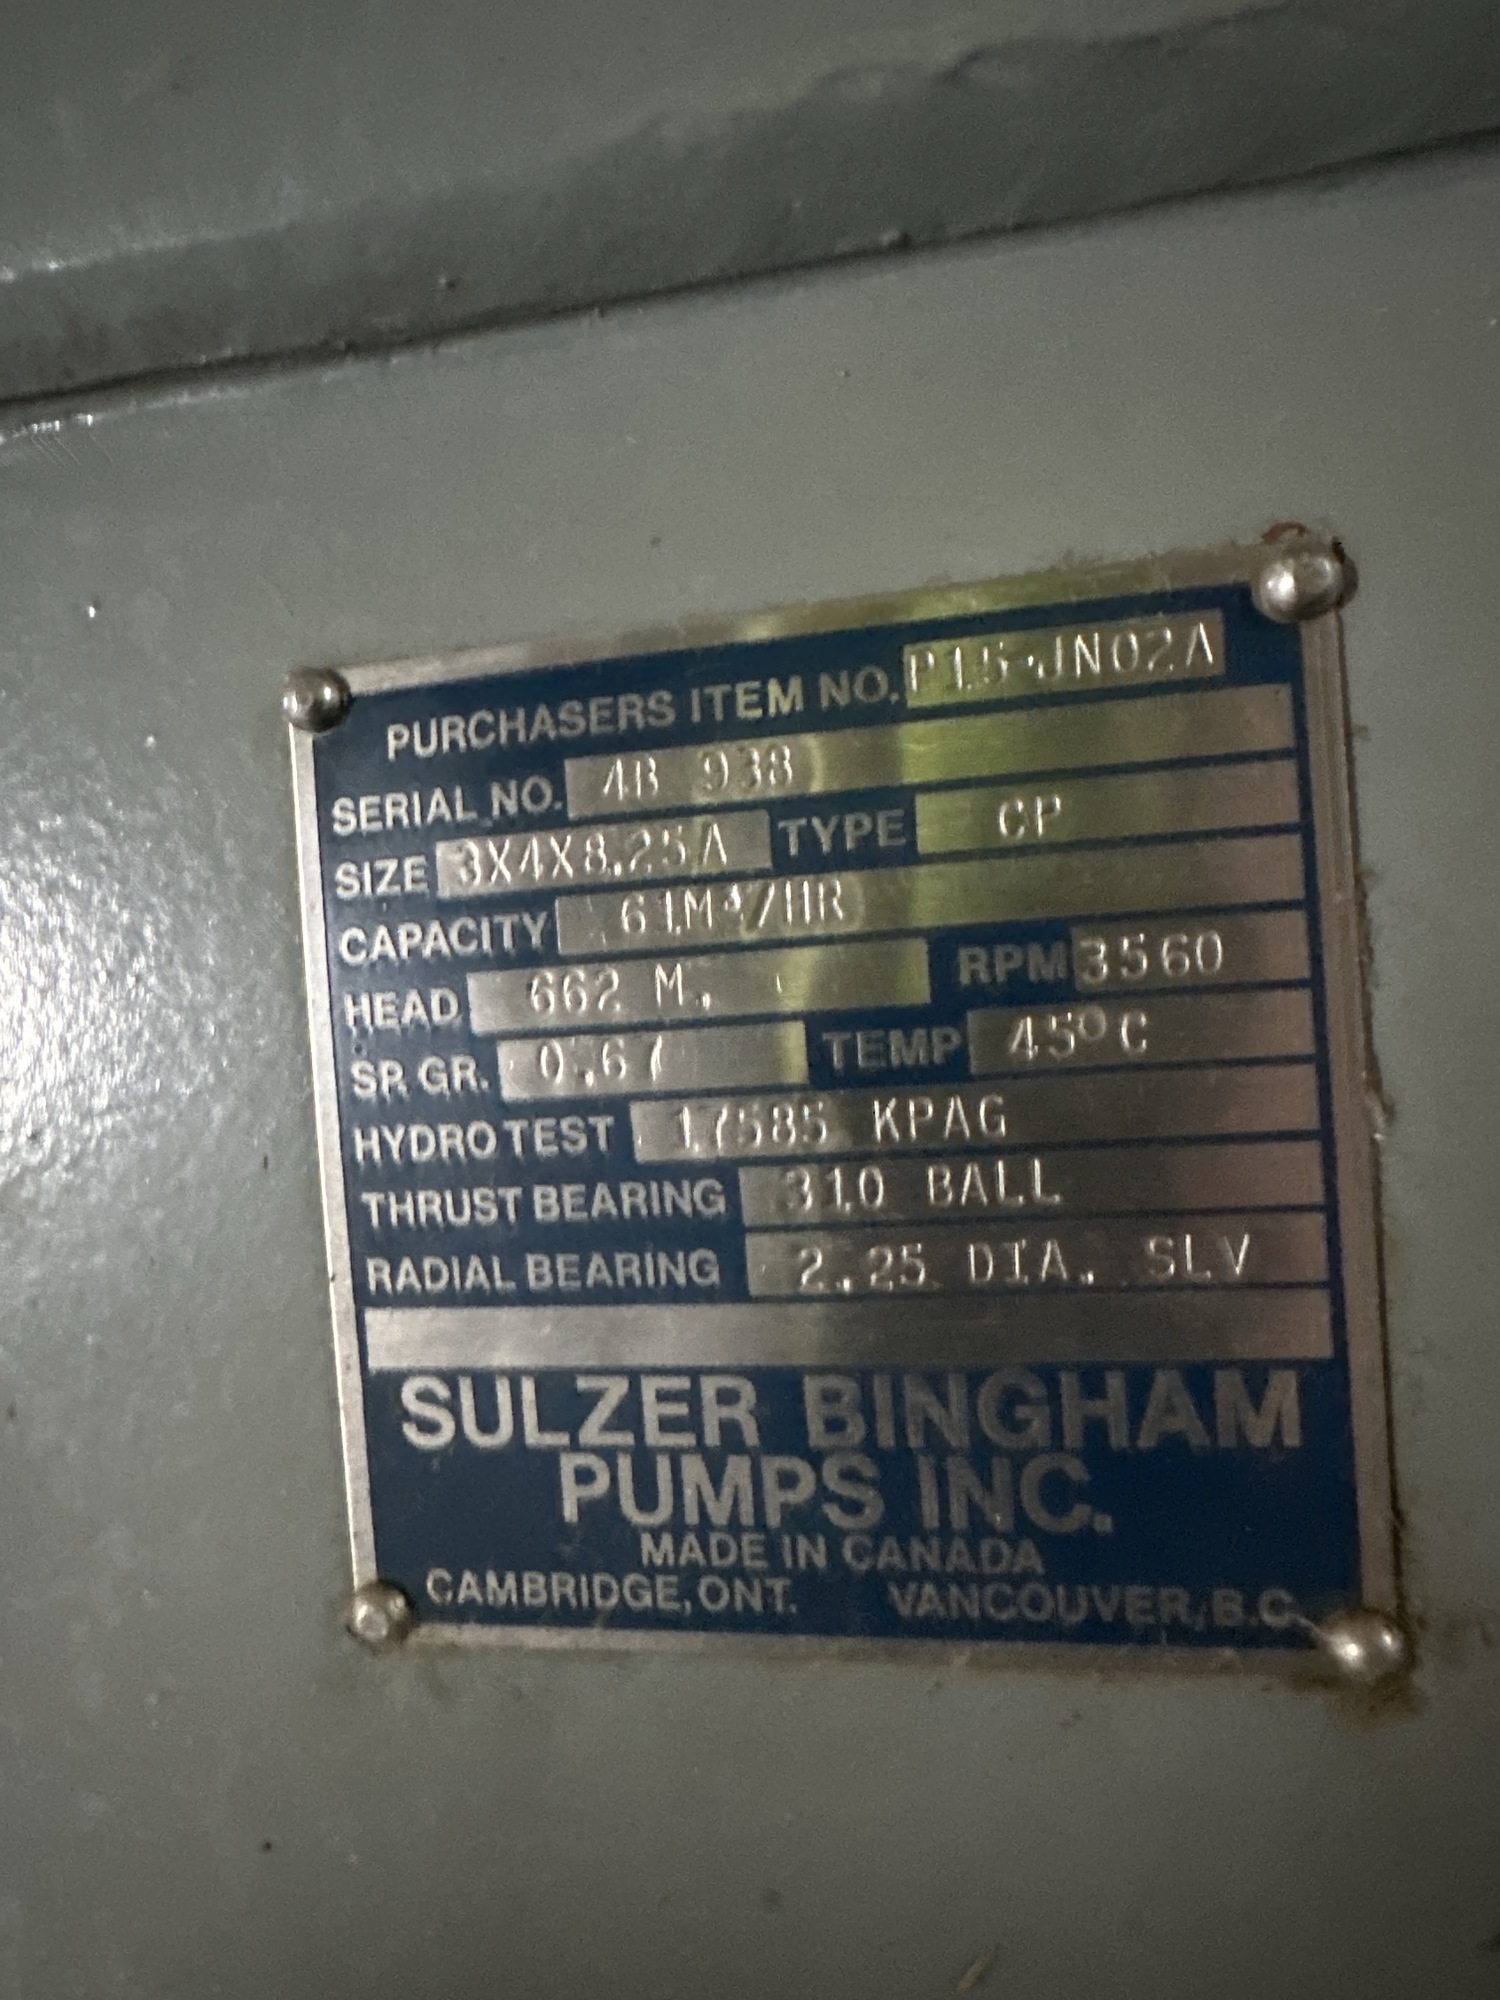 PURCHASERS ITEM NO. P15-JN02A
SERIAL NO. 4B 938
SIZE 3X4X8.25A TYPE CP
CAPACITY 61M³/HR
HEAD 662 M. RPM 3560
SP. GR. 0.67 TEMP 45°C
HYDRO TEST 17585 KPAG
THRUST BEARING 310 BALL
RADIAL BEARING 2.25 DIA. SLV
SULZER BINGHAM
PUMPS INC.
MADE IN CANADA
CAMBRIDGE, ONT. VANCOUVER, B.C.